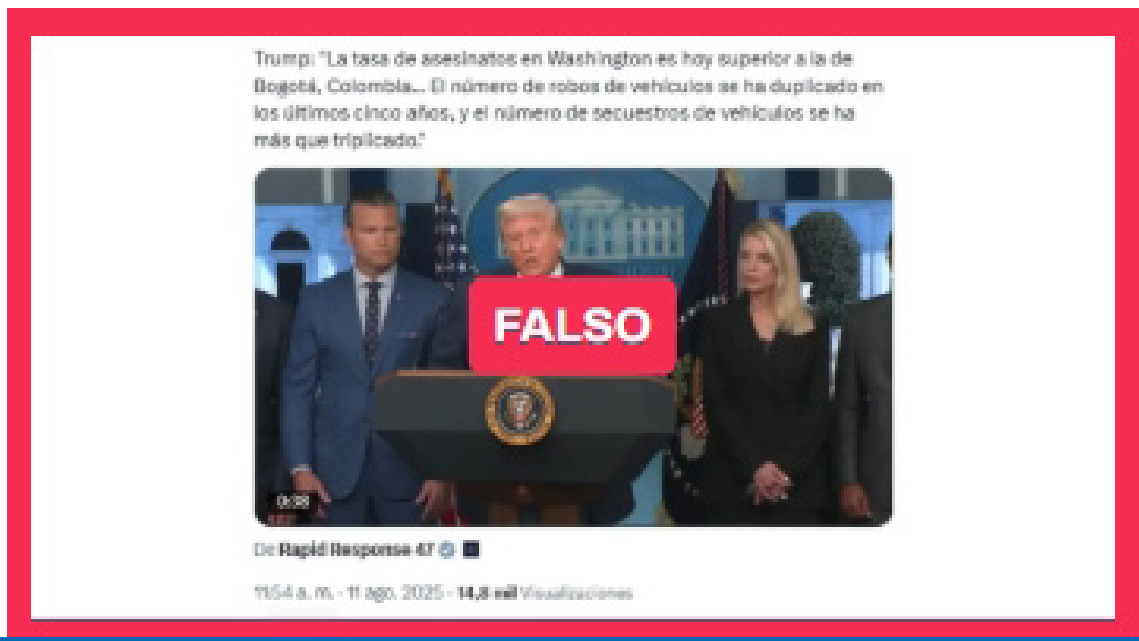 Trump: "La tasa de asesinatos en Washington es hoy superior a la de
Bogotá, Colombia... El número de robos de vehículos se ha duplicado en
los últimos cinco años, y el número de secuestros de vehículos se ha
más que triplicado."
FALSO
0:38
De Rapid Response 47
11:54 a. m. · 11 ago. 2025 · 14,8 mil Visualizaciones